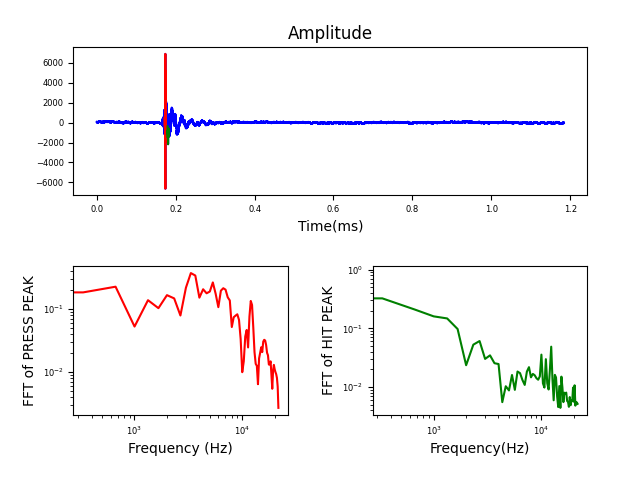 Amplitude
6000
4000
2000
0
−2000
−4000
−6000
0.0 0.2 0.4 0.6 0.8 1.0 1.2
Time(ms)
FFT of PRESS PEAK
10⁻¹
10⁻²
10³ 10⁴
Frequency (Hz)
FFT of HIT PEAK
10⁰
10⁻¹
10⁻²
10³ 10⁴
Frequency(Hz)